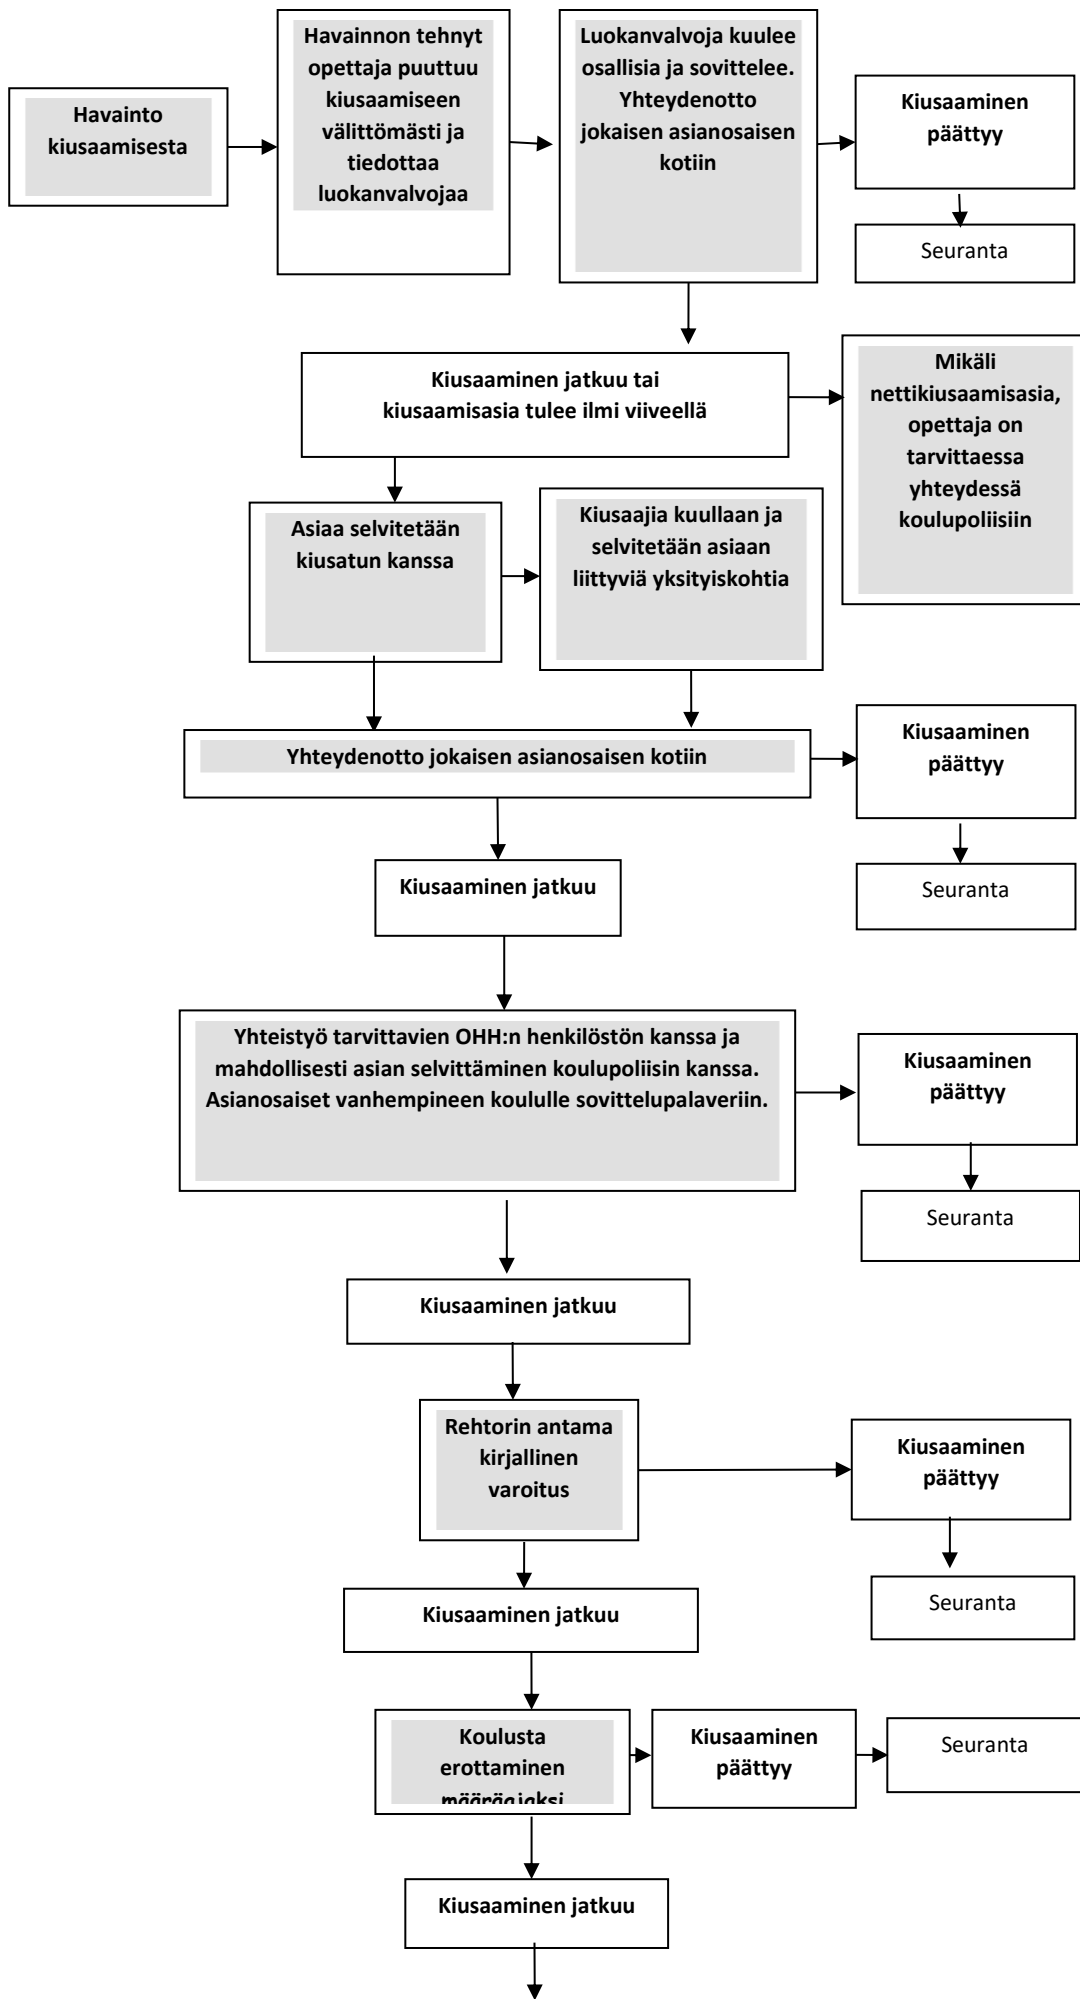 Havainto
kiusaamisesta
Havainnon tehnyt
opettaja puuttuu
kiusaamiseen
välittömästi ja
tiedottaa
luokanvalvojaa
Luokanvalvoja kuulee
osallisia ja sovittelee.
Yhteydenotto
jokaisen asianosaisen
kotiin
Kiusaaminen
päättyy
Seuranta
Kiusaaminen jatkuu tai
kiusaamisasia tulee ilmi viiveellä
Mikäli
nettikiusaamisasia,
opettaja on
tarvittaessa
yhteydessä
koulupoliisiin
Asiaa selvitetään
kiusatun kanssa
Kiusaajia kuullaan ja
selvitetään asiaan
liittyviä yksityiskohtia
Yhteydenotto jokaisen asianosaisen kotiin
Kiusaaminen
päättyy
Seuranta
Kiusaaminen jatkuu
Yhteistyö tarvittavien OHH:n henkilöstön kanssa ja
mahdollisesti asian selvittäminen koulupoliisin kanssa.
Asianosaiset vanhempineen koululle sovittelupalaveriin.
Kiusaaminen
päättyy
Seuranta
Kiusaaminen jatkuu
Rehtorin antama
kirjallinen
varoitus
Kiusaaminen
päättyy
Seuranta
Kiusaaminen jatkuu
Koulusta
erottaminen
määräajaksi
Kiusaaminen
päättyy
Seuranta
Kiusaaminen jatkuu